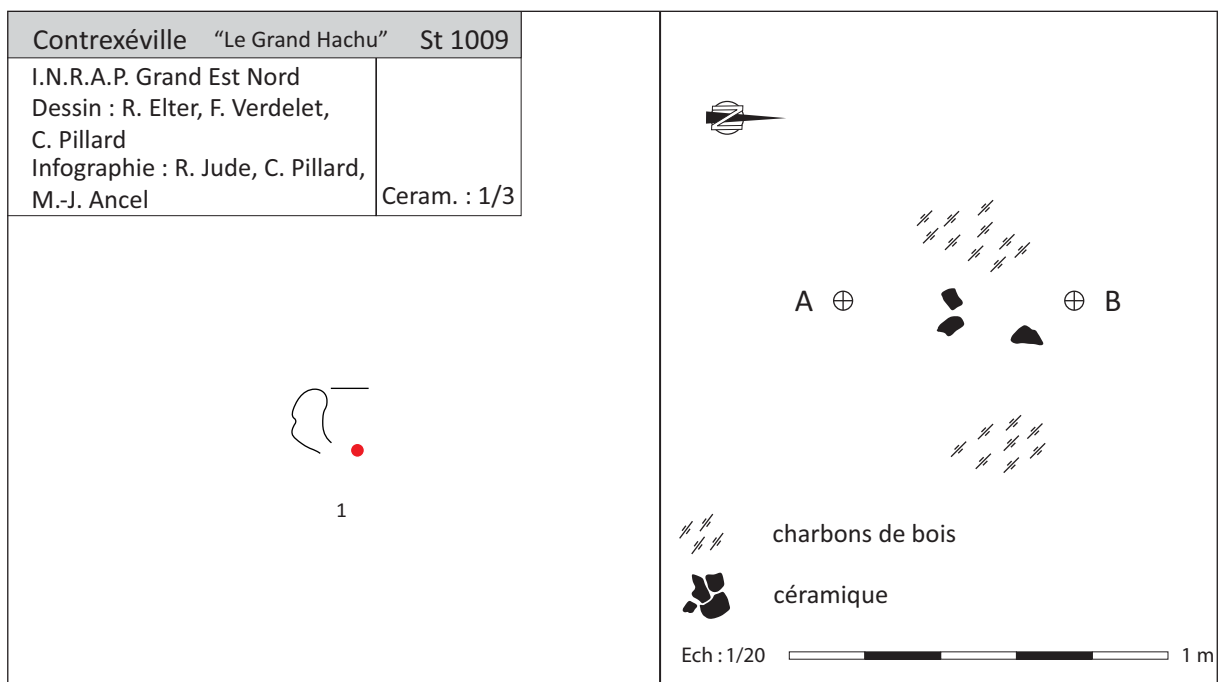 Contrexéville "Le Grand Hachu" St 1009
I.N.R.A.P. Grand Est Nord
Dessin : R. Elter, F. Verdelet,
C. Pillard
Infographie : R. Jude, C. Pillard,
M.-J. Ancel
Ceram. : 1/3
1
N
A
B
charbons de bois
céramique
Ech : 1/20
1 m